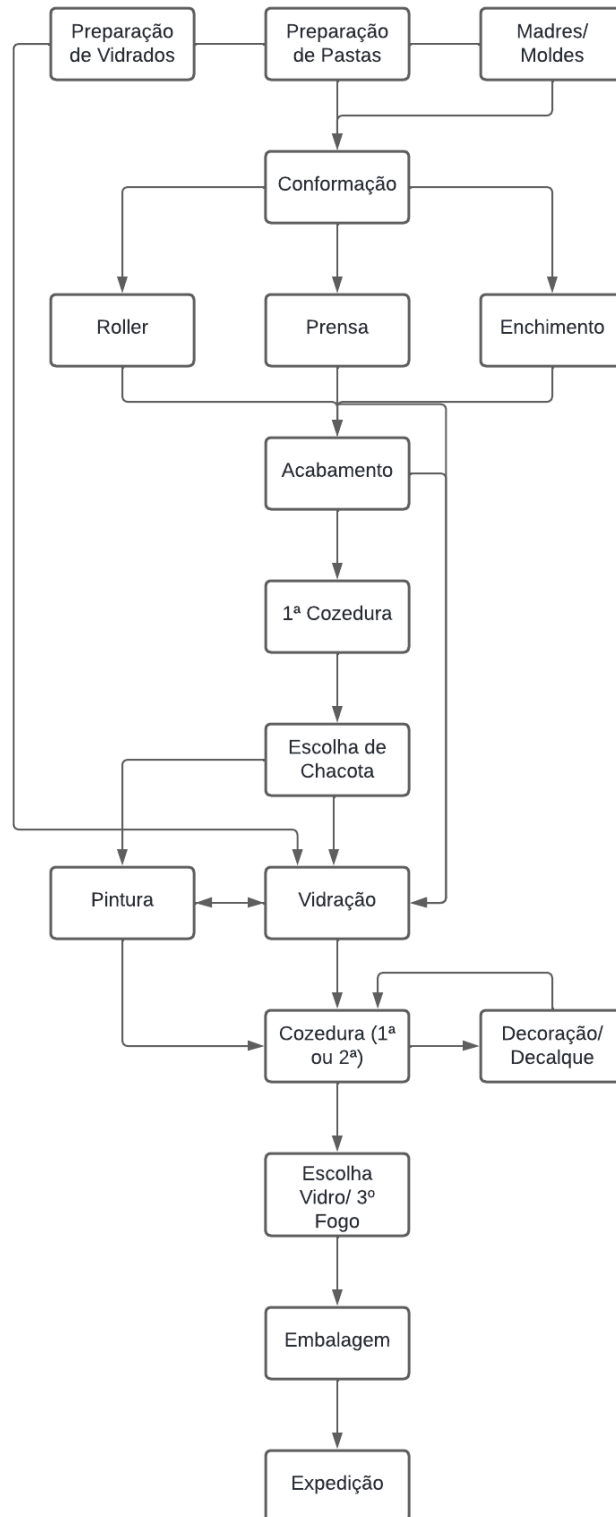 Preparação
de Vidrados
Preparação
de Pastas
Madres/
Moldes
Conformação
Roller
Prensa
Enchimento
Acabamento
1ª Cozedura
Escolha de
Chacota
Pintura
Vidração
Cozedura (1ª
ou 2ª)
Decoração/
Decalque
Escolha
Vidro/ 3º
Fogo
Embalagem
Expedição